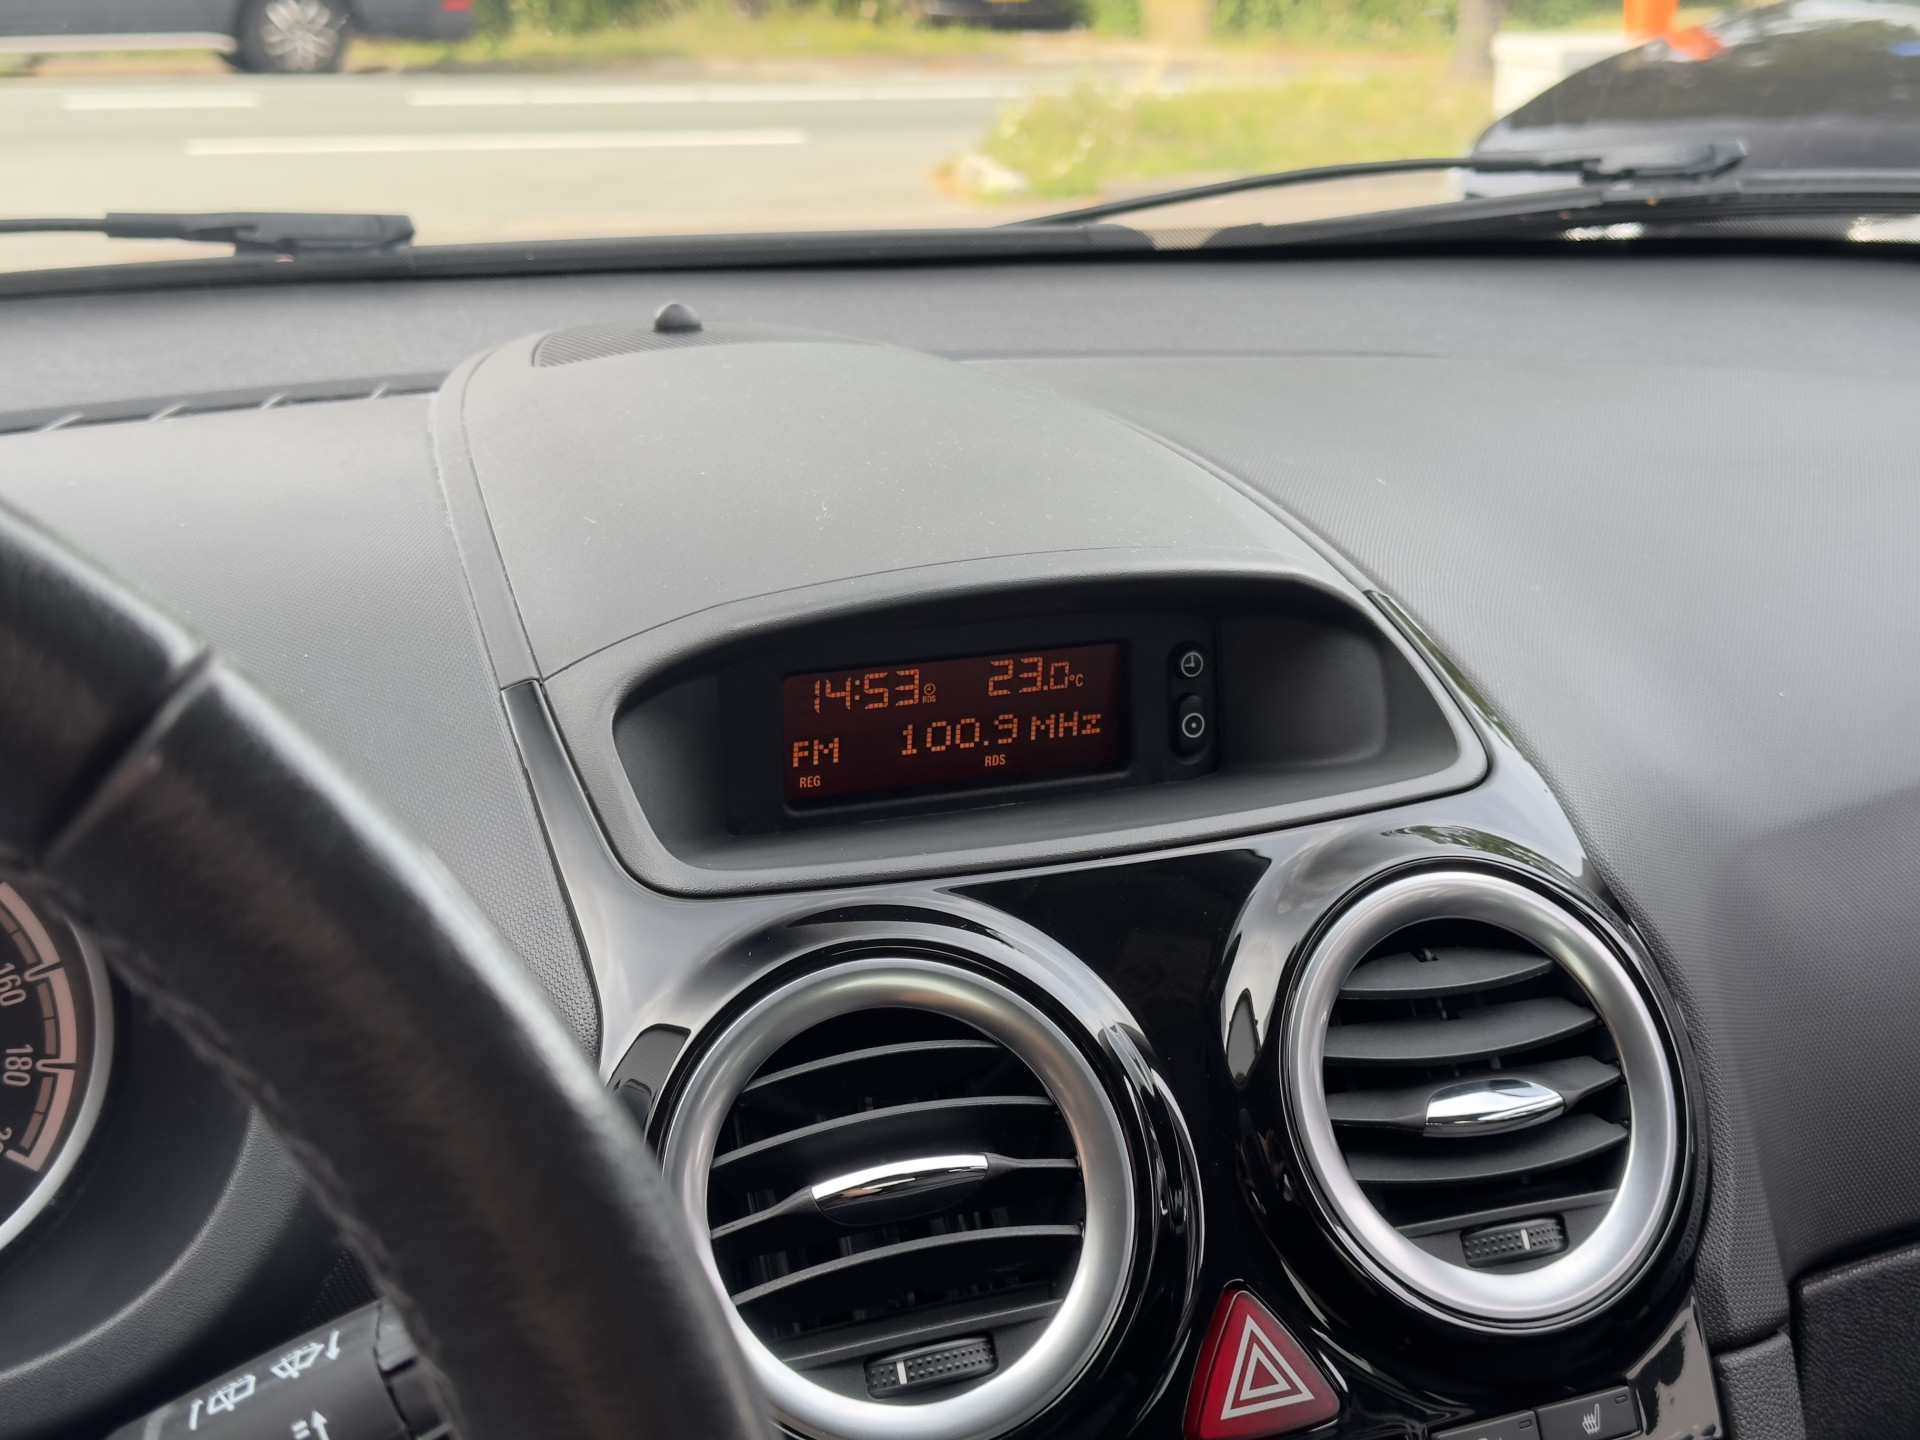 14:53 RDS 23.0°C
FM 100.9 MHz
REG RDS
160
180